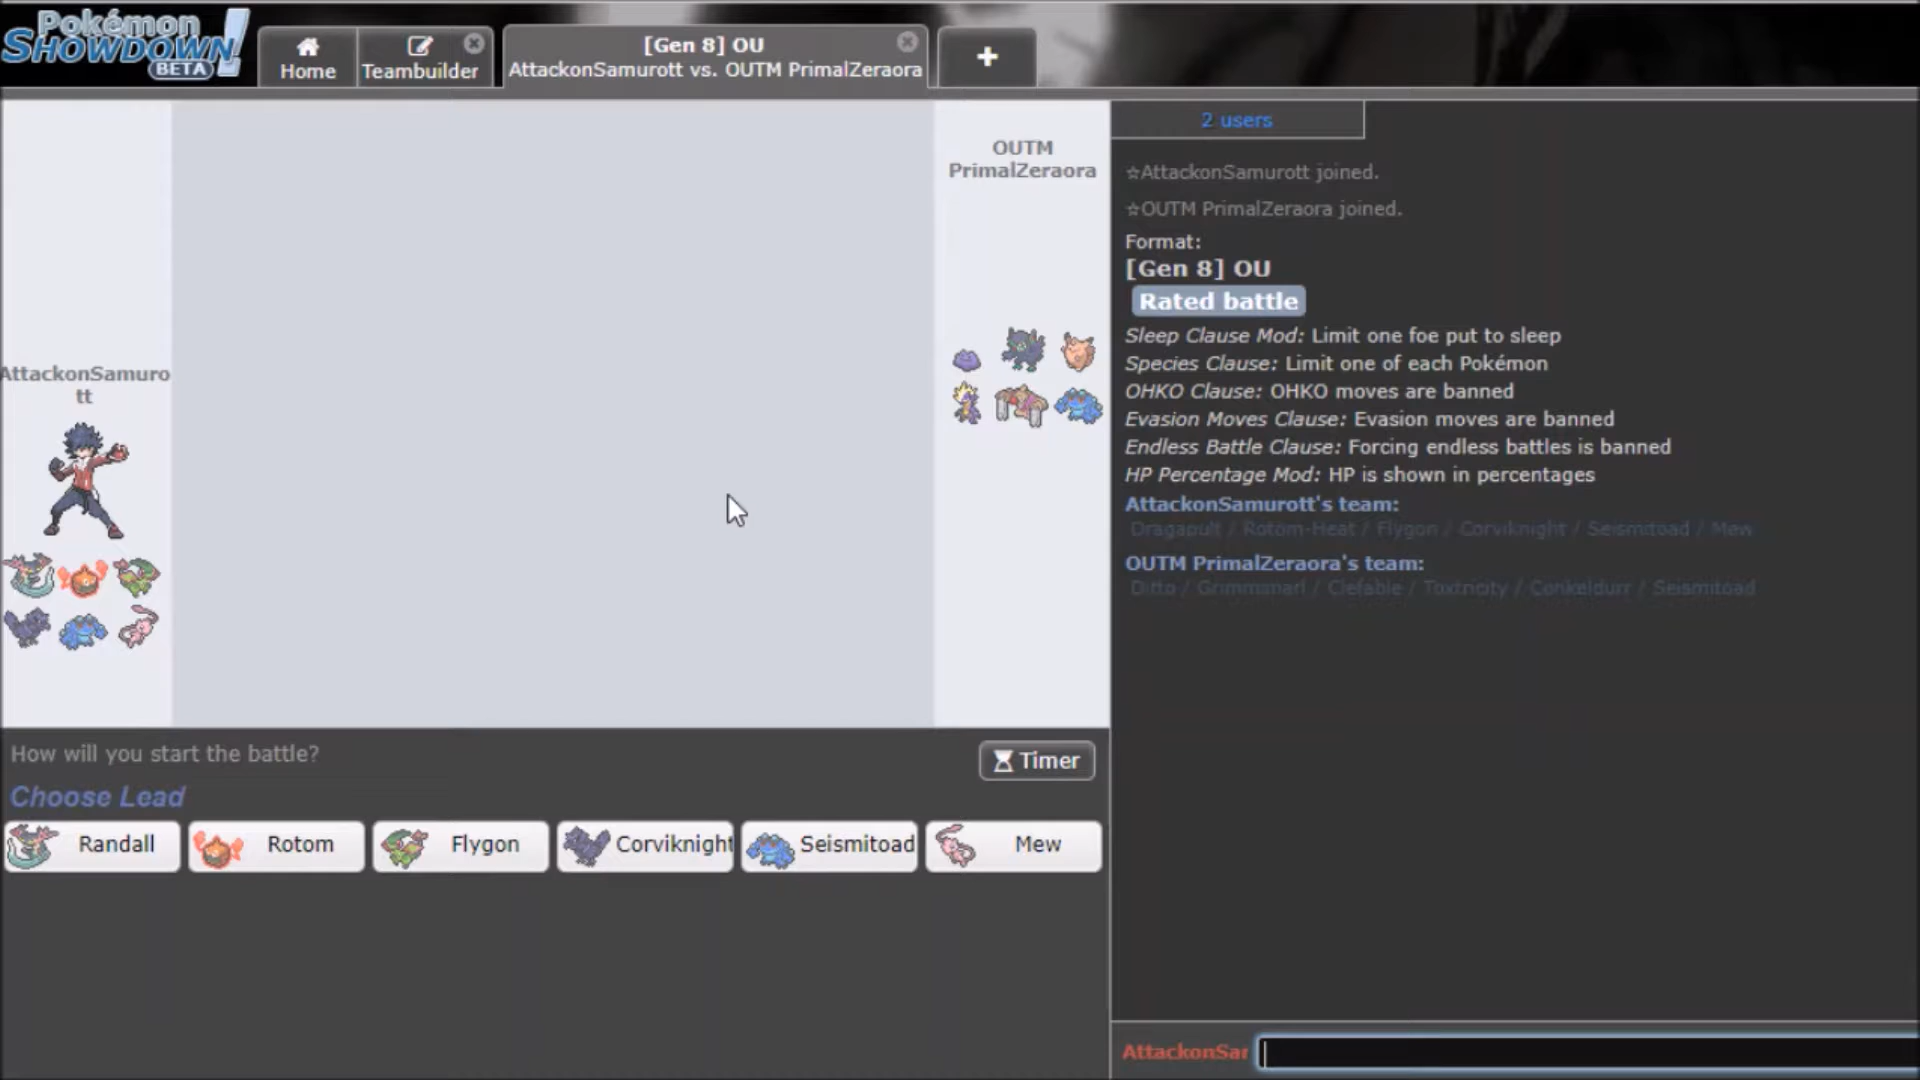 Pokémon
SHOWDOWN!
BETA
Home
Teambuilder
[Gen 8] OU
AttackonSamurott vs. OUTM PrimalZeraora
+
AttackonSamuro
tt
OUTM
PrimalZeraora
2 users
☆AttackonSamurott joined.
☆OUTM PrimalZeraora joined.
Format:
[Gen 8] OU
Rated battle
Sleep Clause Mod: Limit one foe put to sleep
Species Clause: Limit one of each Pokémon
OHKO Clause: OHKO moves are banned
Evasion Moves Clause: Evasion moves are banned
Endless Battle Clause: Forcing endless battles is banned
HP Percentage Mod: HP is shown in percentages
AttackonSamurott's team:
Dragapult / Rotom-Heat / Flygon / Corviknight / Seismitoad / Mew
OUTM PrimalZeraora's team:
Ditto / Grimmsnarl / Clefable / Toxtricity / Conkeldurr / Seismitoad
How will you start the battle?
Timer
Choose Lead
Randall
Rotom
Flygon
Corviknight
Seismitoad
Mew
AttackonSar